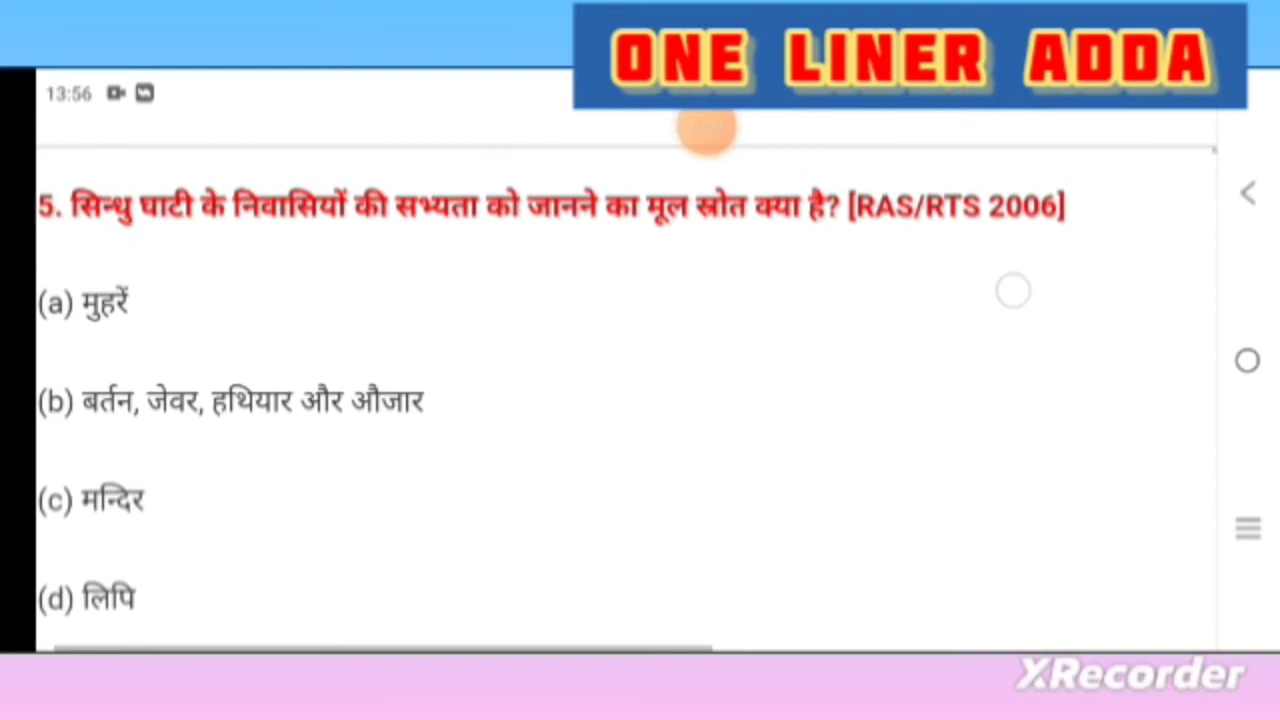 ONE LINER ADDA
13:56
5. सिन्धु घाटी के निवासियों की सभ्यता को जानने का मूल स्रोत क्या है? [RAS/RTS 2006]
(a) मुहरें
(b) बर्तन, जेवर, हथियार और औजार
(c) मन्दिर
(d) लिपि
XRecorder